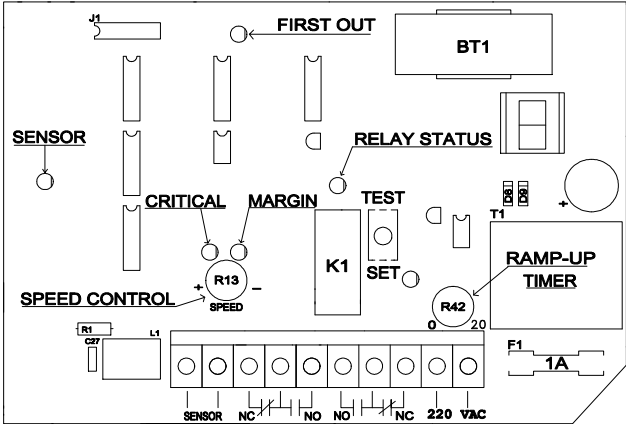 J1
FIRST OUT
BT1
SENSOR
RELAY STATUS
D8
D9
+
CRITICAL
MARGIN
TEST
T1
K1
SET
R13
+ −
SPEED
SPEED CONTROL
RAMP-UP
TIMER
R42
0 20
R1
L1
C27
F1
1A
SENSOR NC NO NO NC 220 VAC